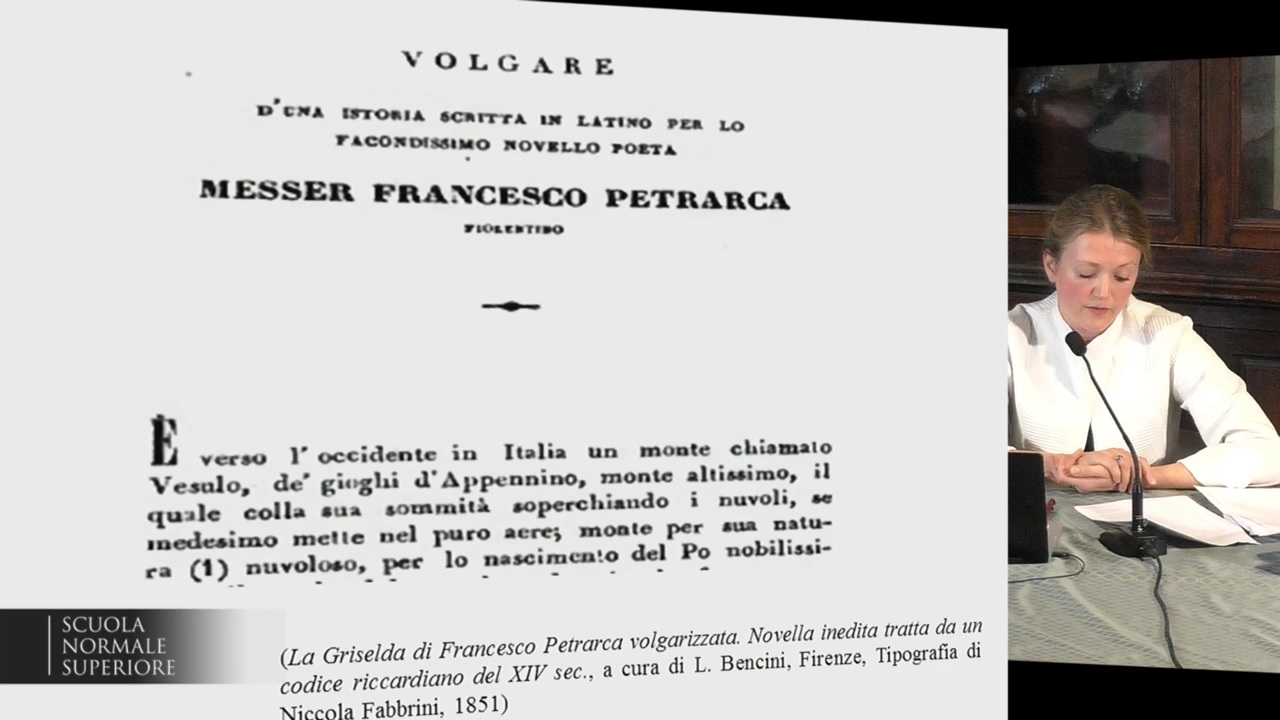 VOLGARE
D'UNA ISTORIA SCRITTA IN LATINO PER LO
FACONDISSIMO NOVELLO POETA
MESSER FRANCESCO PETRARCA
FIOLENTINO
E verso l' occidente in Italia un monte chiamato
Vesulo, de' gioghi d'Appennino, monte altissimo, il
quale colla sua sommità soperchiando i nuvoli, se
medesimo mette nel puro aere; monte per sua natu-
ra (1) nuvoloso, per lo nascimento del Po nobilissi-
SCUOLA
NORMALE
SUPERIORE
(La Griselda di Francesco Petrarca volgarizzata. Novella inedita tratta da un
codice riccardiano del XIV sec., a cura di L. Bencini, Firenze, Tipografia di
Niccola Fabbrini, 1851)